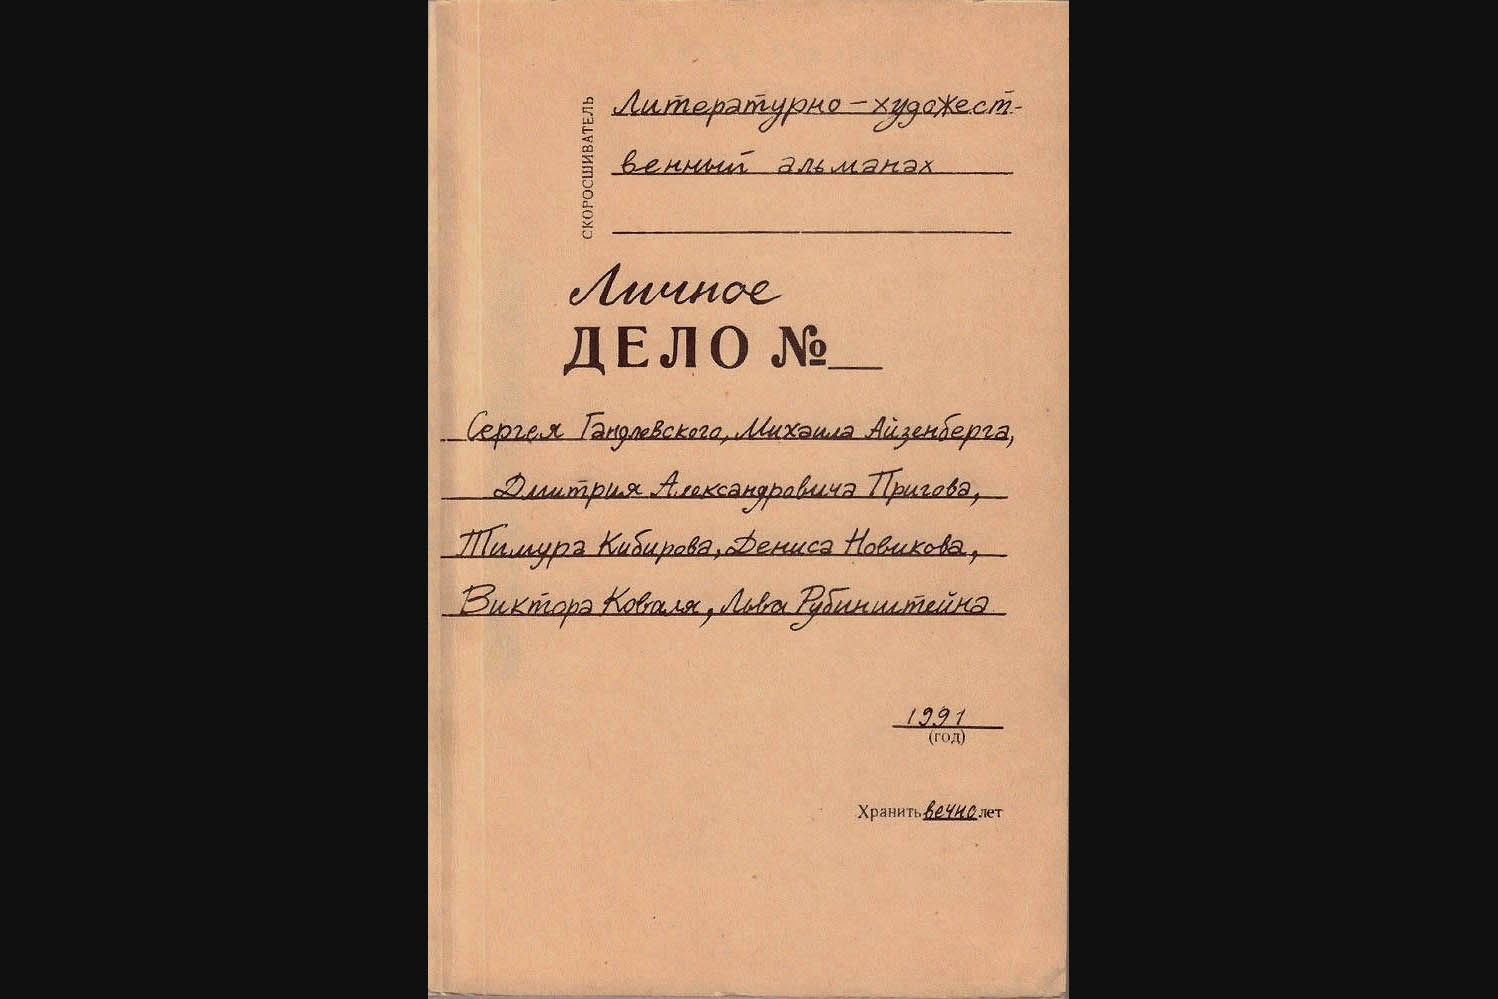 СКОРОСШИВАТЕЛЬ
Литературно-художест-
венный альманах
Личное
ДЕЛО №
Сергея Гандлевского, Михаила Айзенберга,
Дмитрия Александровича Пригова,
Тимура Кибирова, Дениса Новикова,
Виктора Коваля, Льва Рубинштейна
1991
(год)
Хранить вечно лет